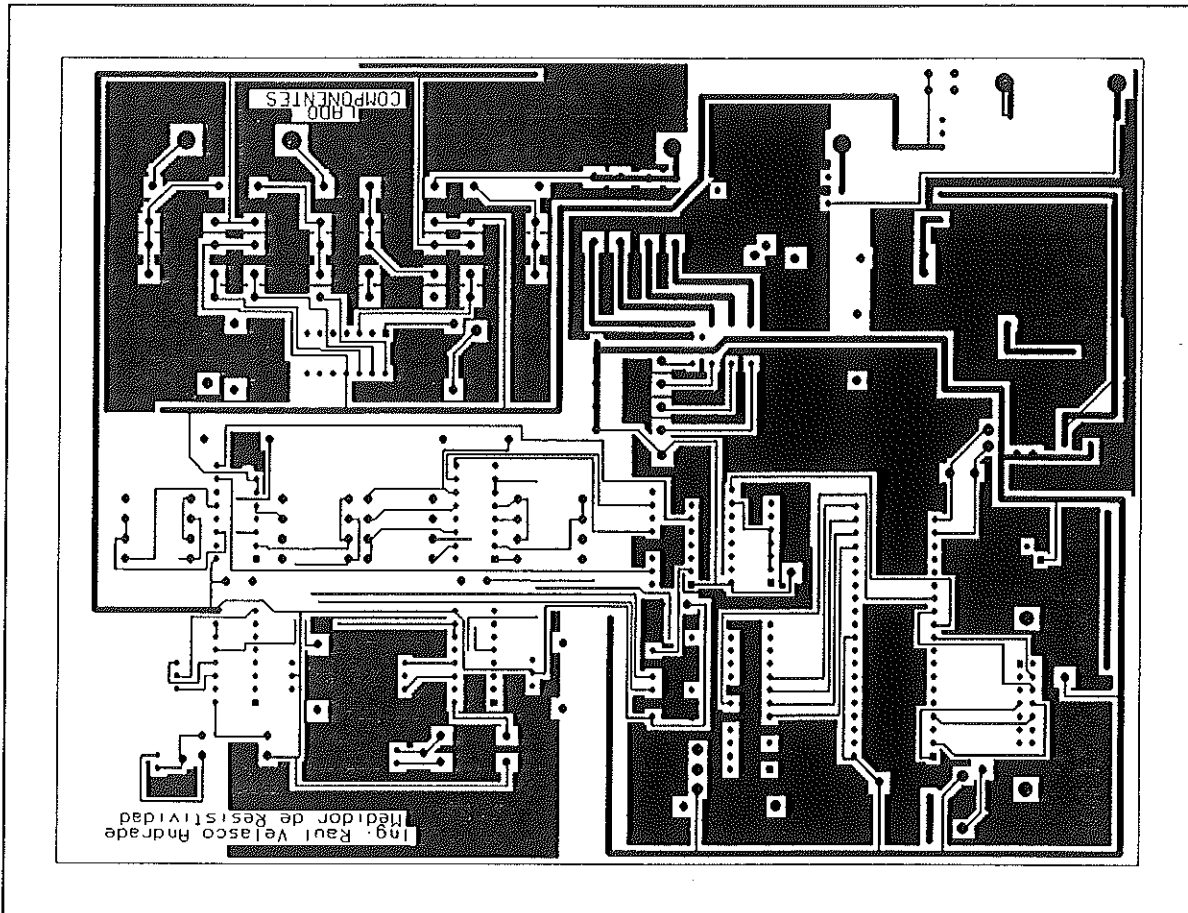 LADO
COMPONENTES
Ing. Raul Velasco Andrade
Medidor de Resistividad